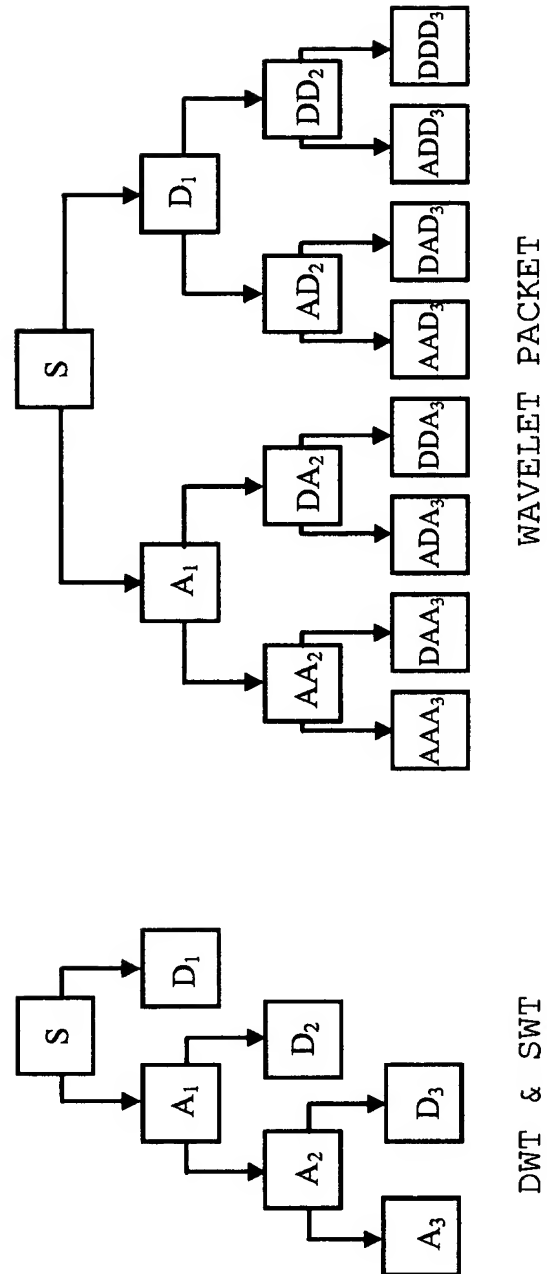 S
A₁ D₁
A₂ D₂
A₃ D₃
DWT & SWT
S
A₁ D₁
AA₂ DA₂ AD₂ DD₂
AAA₃ DAA₃ ADA₃ DDA₃ AAD₃ DAD₃ ADD₃ DDD₃
WAVELET PACKET